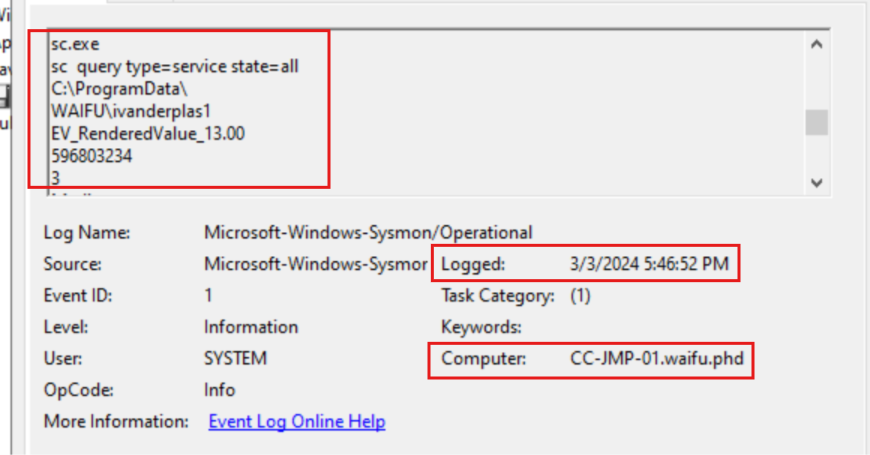 sc.exe
sc query type=service state=all
C:\ProgramData\
WAIFU\ivanderplas1
EV_RenderedValue_13.00
596803234
3
Log Name: Microsoft-Windows-Sysmon/Operational
Source: Microsoft-Windows-Sysmor Logged: 3/3/2024 5:46:52 PM
Event ID: 1 Task Category: (1)
Level: Information Keywords:
User: SYSTEM Computer: CC-JMP-01.waifu.phd
OpCode: Info
More Information: Event Log Online Help